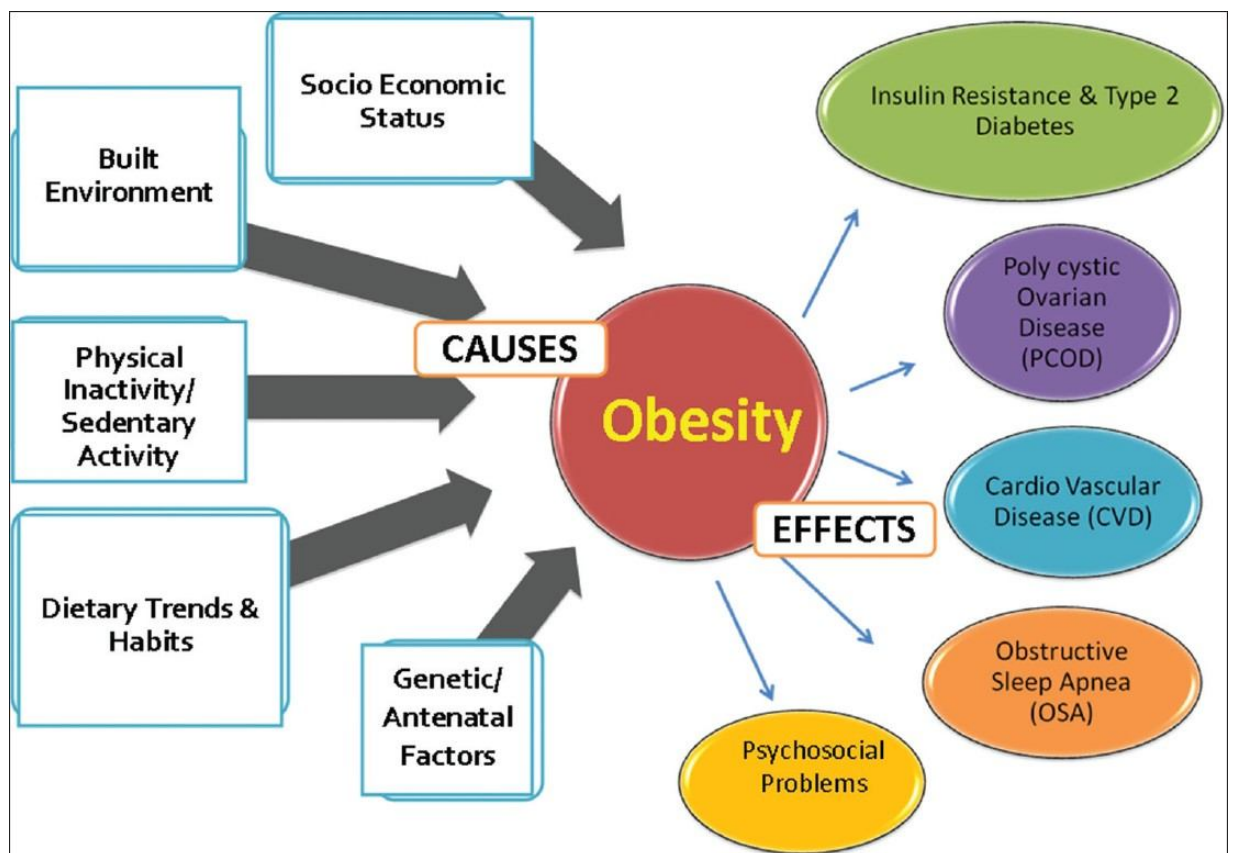 Socio Economic
Status
Built
Environment
Physical
Inactivity/
Sedentary
Activity
Dietary Trends &
Habits
Genetic/
Antenatal
Factors
CAUSES
Obesity
EFFECTS
Insulin Resistance & Type 2
Diabetes
Poly cystic
Ovarian
Disease
(PCOD)
Cardio Vascular
Disease (CVD)
Obstructive
Sleep Apnea
(OSA)
Psychosocial
Problems